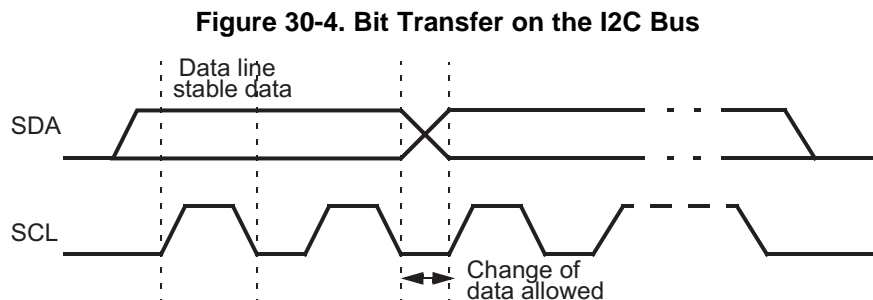 Figure 30-4. Bit Transfer on the I2C Bus
Data line
stable data
SDA
SCL
Change of
data allowed